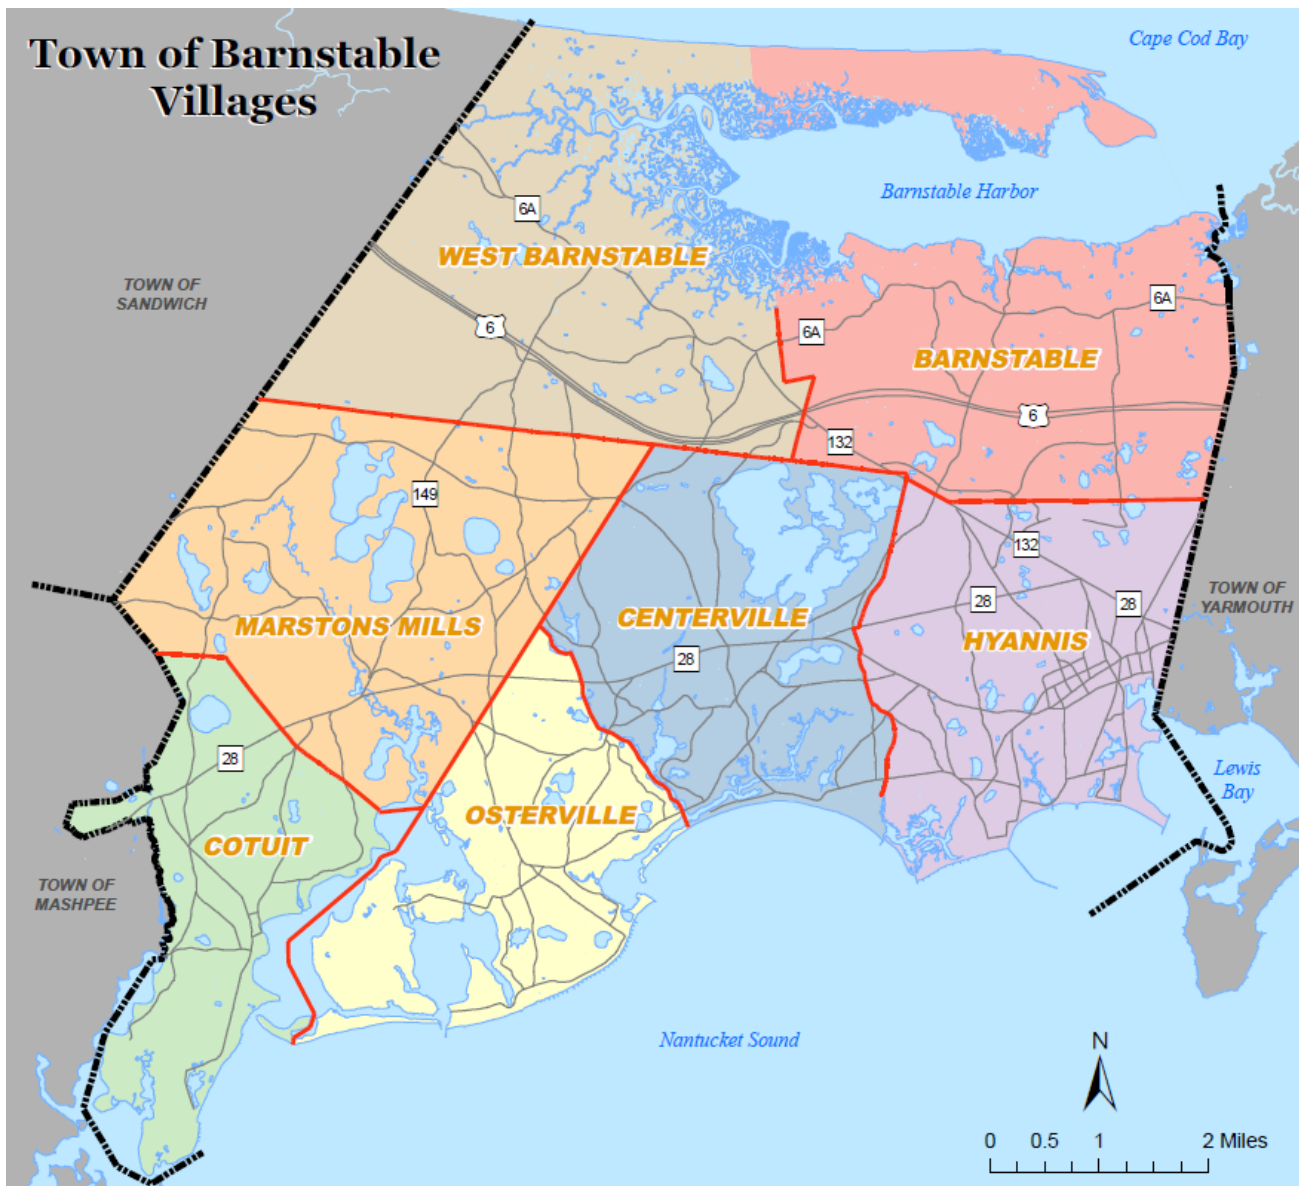 Town of Barnstable
Villages
Cape Cod Bay
Barnstable Harbor
6A
WEST BARNSTABLE
TOWN OF
SANDWICH
6A
6
6A
BARNSTABLE
6
132
149
132
TOWN OF
YARMOUTH
28
28
CENTERVILLE
MARSTONS MILLS
HYANNIS
28
28
Lewis
Bay
OSTERVILLE
COTUIT
TOWN OF
MASHPEE
Nantucket Sound
N
0 0.5 1 2 Miles